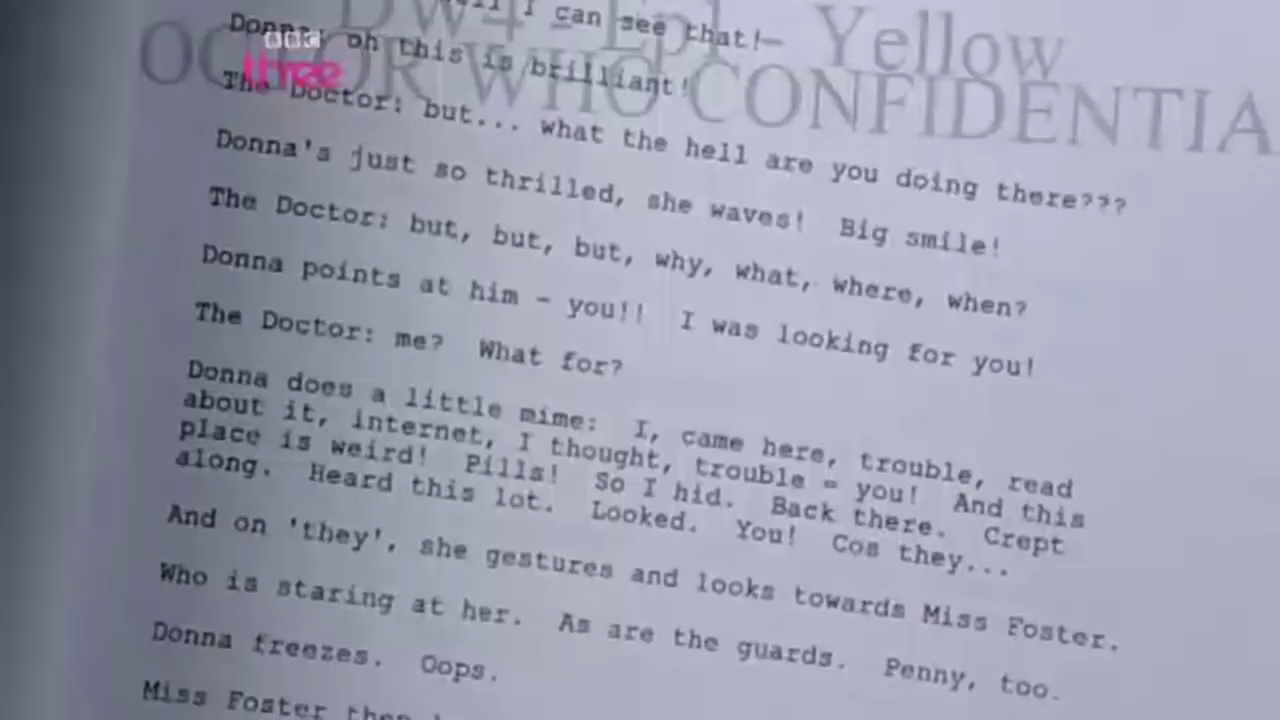 DW4 - Ep1 Yellow
OCTOR WHO CONFIDENTIA
BBC
three
I can see that!—
Donna: oh this is brilliant!
The Doctor: but... what the hell are you doing there???
Donna's just so thrilled, she waves!  Big smile!
The Doctor: but, but, but, why, what, where, when?
Donna points at him - you!!  I was looking for you!
The Doctor: me?  What for?
Donna does a little mime:  I, came here, trouble, read
about it, internet, I thought, trouble = you!  And this
place is weird!  Pills!  So I hid.  Back there.  Crept
along.  Heard this lot.  Looked.  You!  Cos they...
And on 'they', she gestures and looks towards Miss Foster.
Who is staring at her.  As are the guards.  Penny, too.
Donna freezes.  Oops.
Miss Foster then